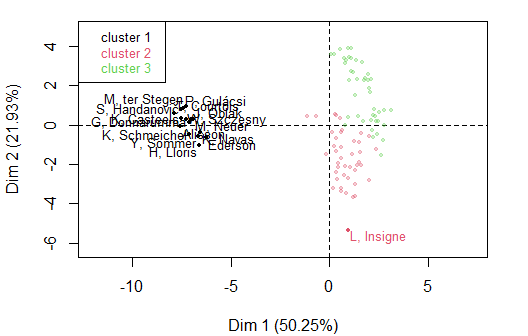 cluster 1
cluster 2
cluster 3
M, ter Stegen
P, Gulácsi
T, Courtois
S, Handanovic
J, Oblak
K, Casteels
W, Szczesny
G, Donnarumma
M, Neuer
K, Schmeichel
Alisson
K, Navas
Y, Sommer
Ederson
H, Lloris
L, Insigne
4
2
0
-2
-4
-6
-10
-5
0
5
Dim 1 (50.25%)
Dim 2 (21.93%)